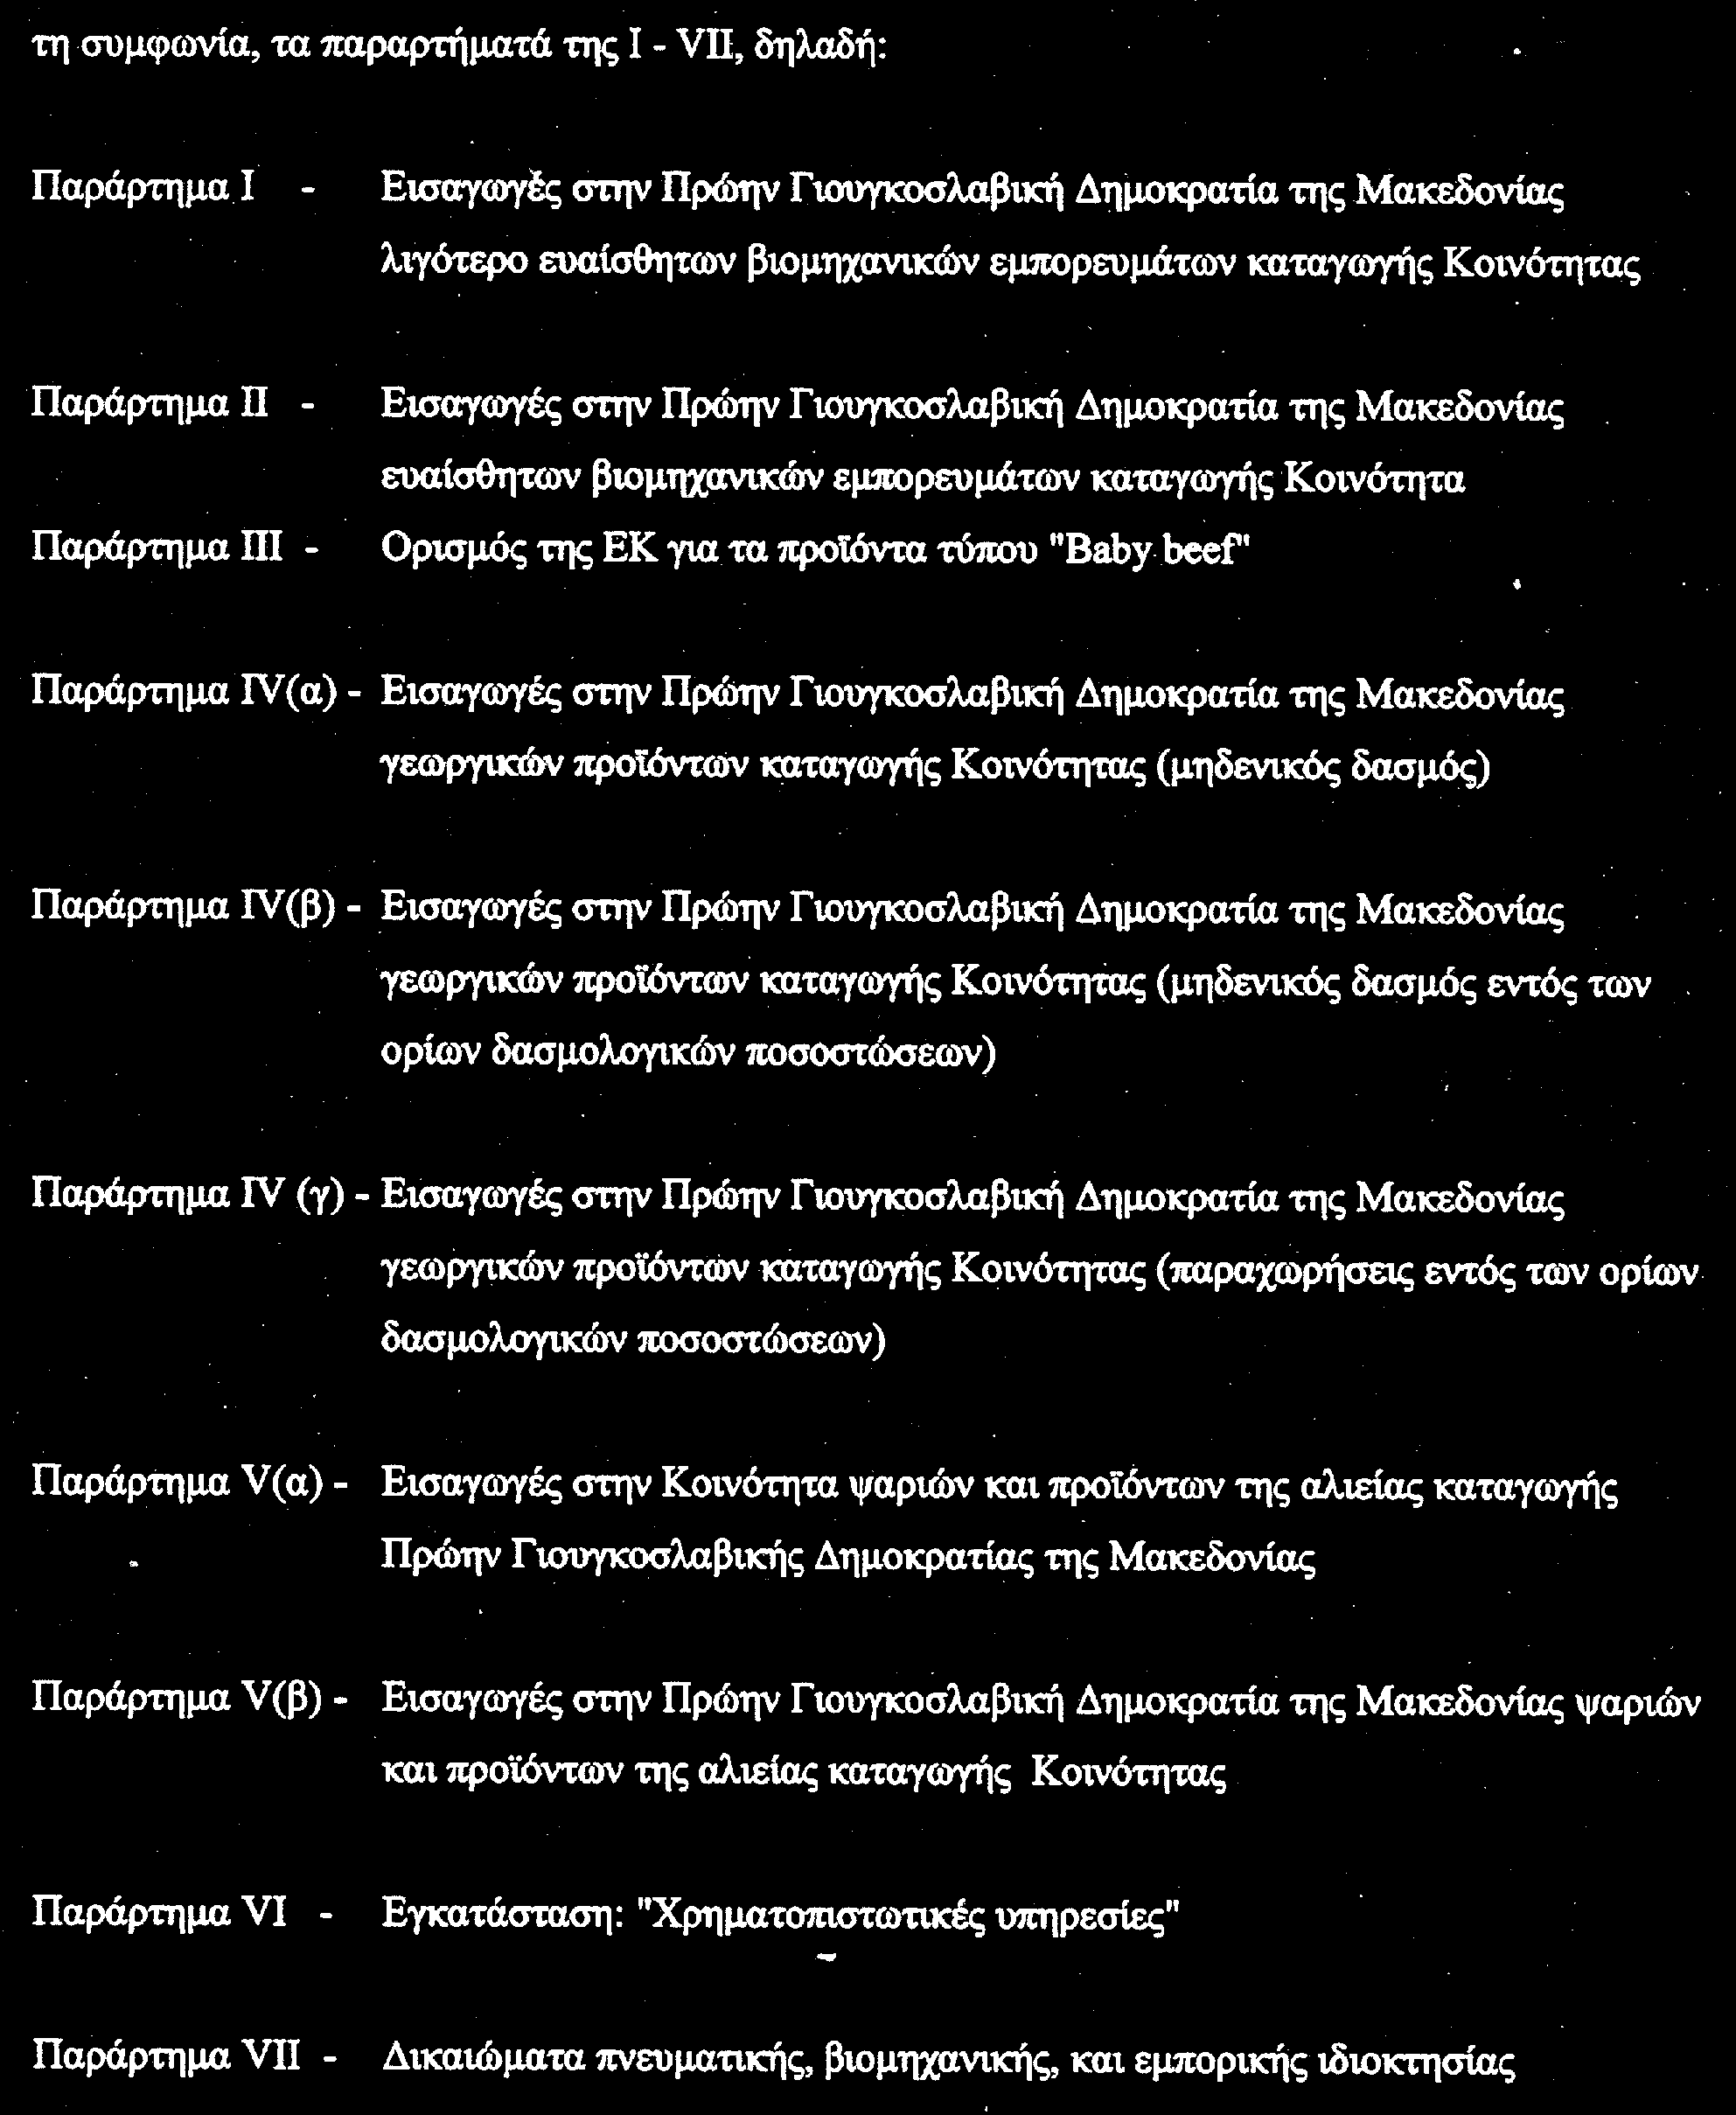 τη συμφωνία, τα παραρτήματά της I - VII, δηλαδή:
Παράρτημα I - Εισαγωγές στην Πρώην Γιουγκοσλαβική Δημοκρατία της Μακεδονίας
λιγότερο ευαίσθητων βιομηχανικών εμπορευμάτων καταγωγής Κοινότητας
Παράρτημα II - Εισαγωγές στην Πρώην Γιουγκοσλαβική Δημοκρατία της Μακεδονίας
ευαίσθητων βιομηχανικών εμπορευμάτων καταγωγής Κοινότητα
Παράρτημα III - Ορισμός της ΕΚ για τα προϊόντα τύπου "Baby beef"
Παράρτημα IV(α) - Εισαγωγές στην Πρώην Γιουγκοσλαβική Δημοκρατία της Μακεδονίας
γεωργικών προϊόντων καταγωγής Κοινότητας (μηδενικός δασμός)
Παράρτημα IV(β) - Εισαγωγές στην Πρώην Γιουγκοσλαβική Δημοκρατία της Μακεδονίας
γεωργικών προϊόντων καταγωγής Κοινότητας (μηδενικός δασμός εντός των
ορίων δασμολογικών ποσοστώσεων)
Παράρτημα IV (γ) - Εισαγωγές στην Πρώην Γιουγκοσλαβική Δημοκρατία της Μακεδονίας
γεωργικών προϊόντων καταγωγής Κοινότητας (παραχωρήσεις εντός των ορίων
δασμολογικών ποσοστώσεων)
Παράρτημα V(α) - Εισαγωγές στην Κοινότητα ψαριών και προϊόντων της αλιείας καταγωγής
Πρώην Γιουγκοσλαβικής Δημοκρατίας της Μακεδονίας
Παράρτημα V(β) - Εισαγωγές στην Πρώην Γιουγκοσλαβική Δημοκρατία της Μακεδονίας ψαριών
και προϊόντων της αλιείας καταγωγής Κοινότητας
Παράρτημα VI - Εγκατάσταση: "Χρηματοπιστωτικές υπηρεσίες"
Παράρτημα VII - Δικαιώματα πνευματικής, βιομηχανικής, και εμπορικής ιδιοκτησίας